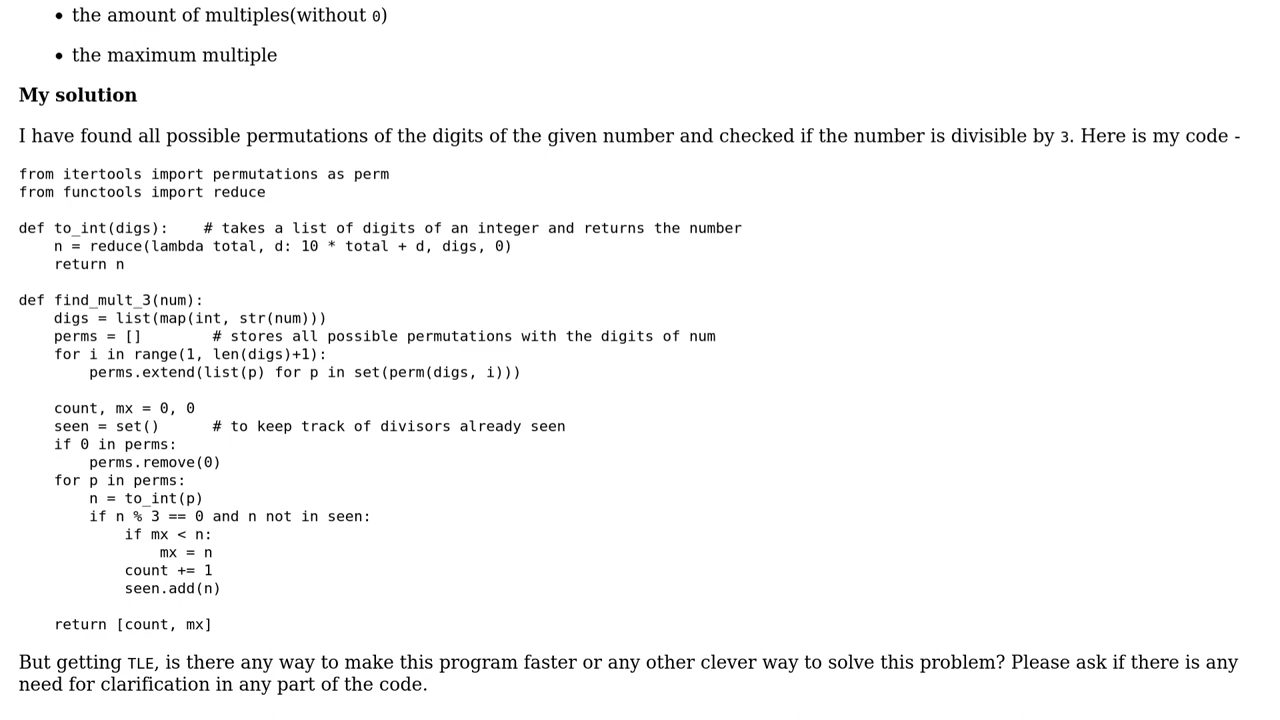 • the amount of multiples(without 0)
• the maximum multiple
My solution
I have found all possible permutations of the digits of the given number and checked if the number is divisible by 3. Here is my code -
from itertools import permutations as perm
from functools import reduce

def to_int(digs):    # takes a list of digits of an integer and returns the number
    n = reduce(lambda total, d: 10 * total + d, digs, 0)
    return n

def find_mult_3(num):
    digs = list(map(int, str(num)))
    perms = []        # stores all possible permutations with the digits of num
    for i in range(1, len(digs)+1):
        perms.extend(list(p) for p in set(perm(digs, i)))

    count, mx = 0, 0
    seen = set()      # to keep track of divisors already seen
    if 0 in perms:
        perms.remove(0)
    for p in perms:
        n = to_int(p)
        if n % 3 == 0 and n not in seen:
            if mx < n:
                mx = n
            count += 1
            seen.add(n)

    return [count, mx]

But getting TLE, is there any way to make this program faster or any other clever way to solve this problem? Please ask if there is any
need for clarification in any part of the code.